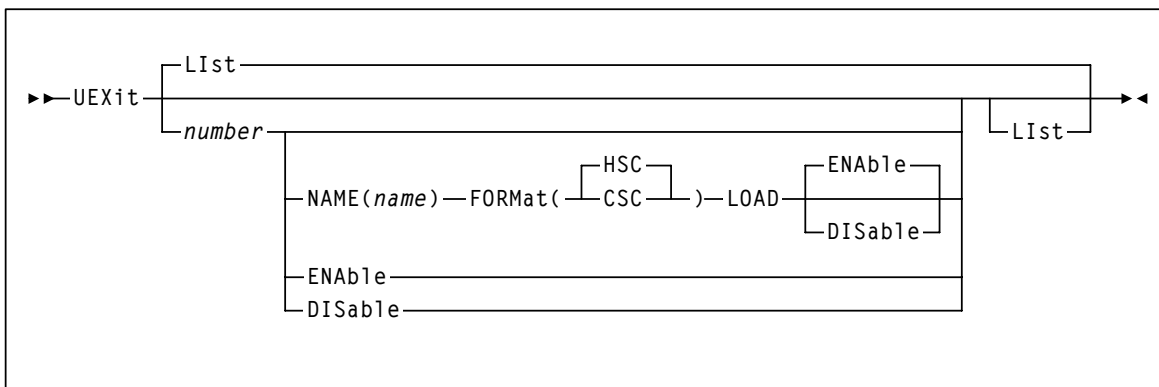 LIst
UEXit
number
LIst
HSC
ENAble
NAME(name) FORMat( CSC ) LOAD
DISable
ENAble
DISable